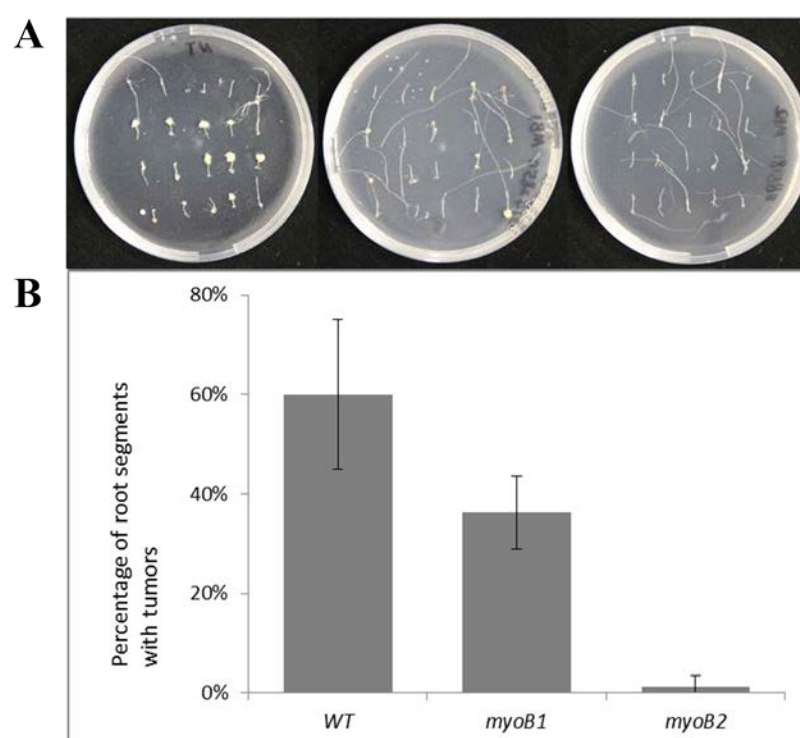 A
B
80%
60%
40%
20%
0%
Percentage of root segments
with tumors
WT
myoB1
myoB2